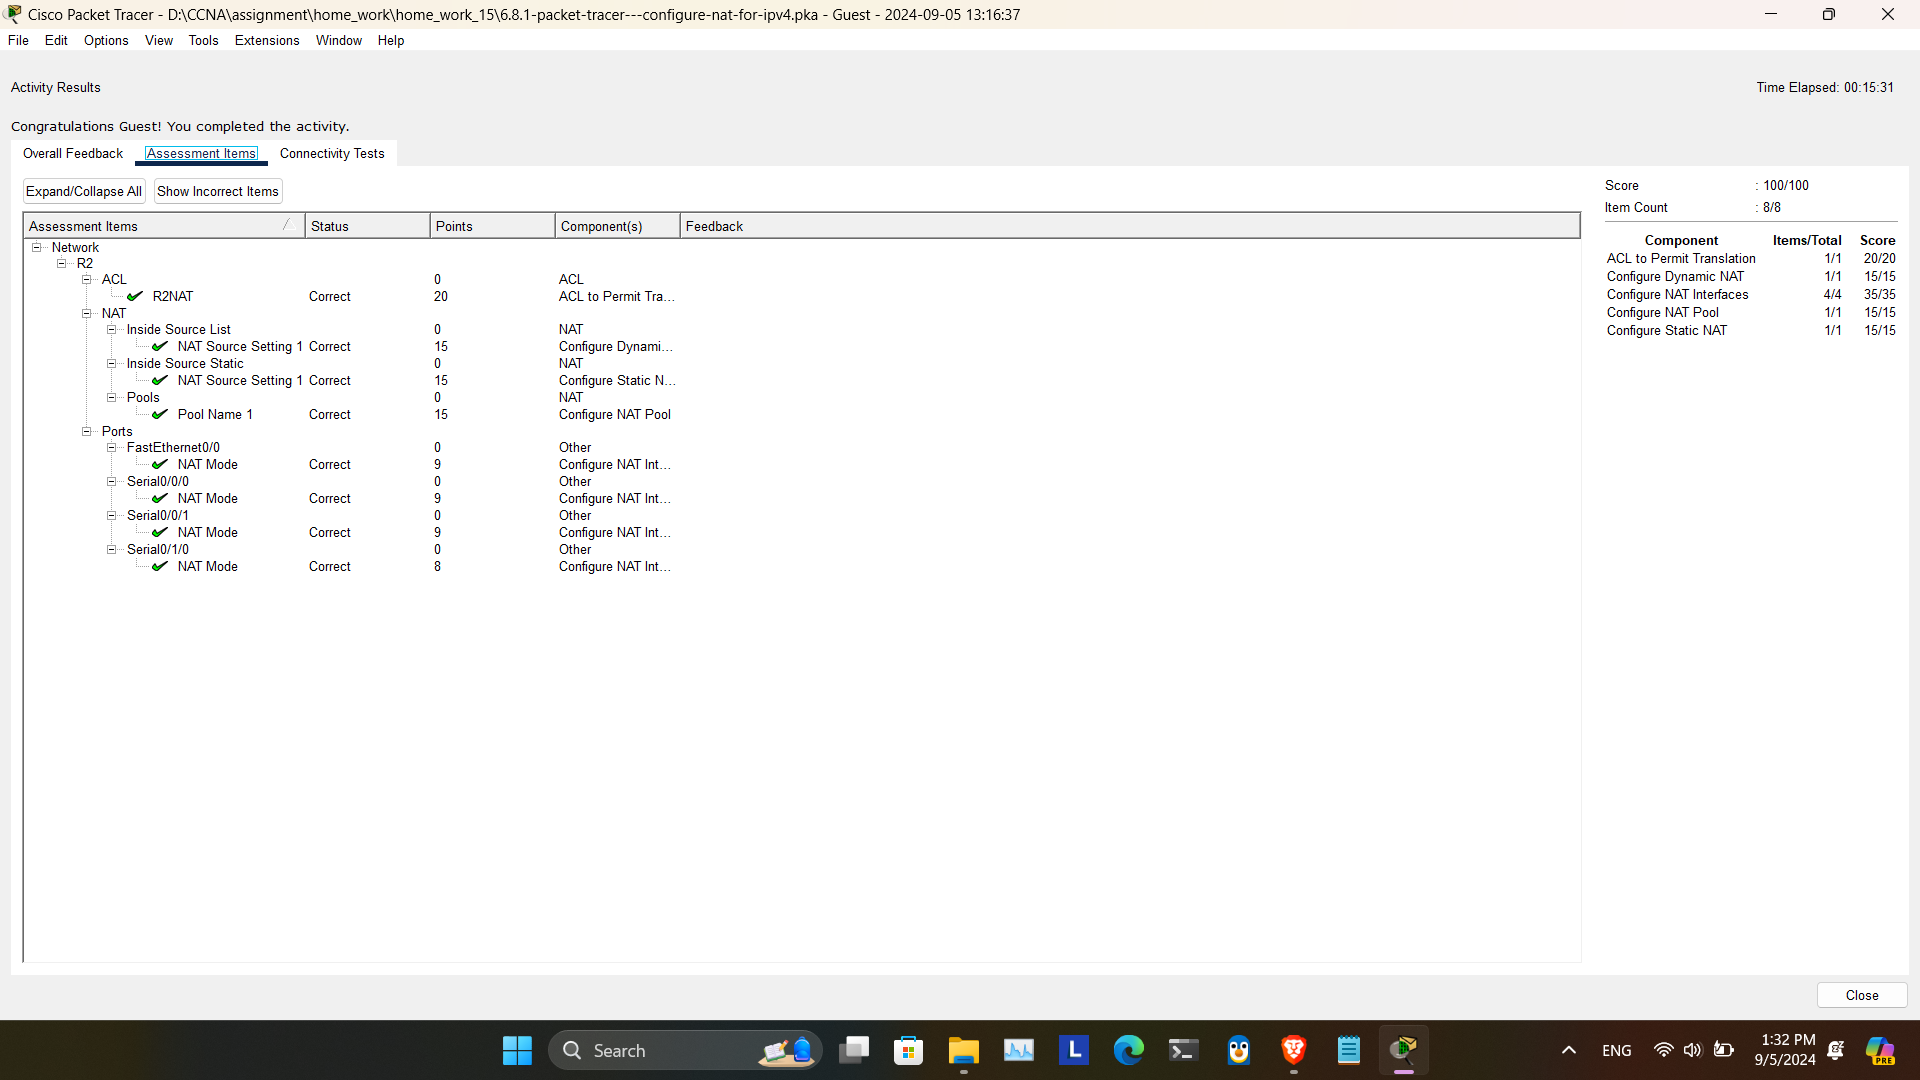 Cisco Packet Tracer - D:\CCNA\assignment\home_work\home_work_15\6.8.1-packet-tracer---configure-nat-for-ipv4.pka - Guest - 2024-09-05 13:16:37
File Edit Options View Tools Extensions Window Help
Activity Results
Time Elapsed: 00:15:31
Congratulations Guest! You completed the activity.
Overall Feedback Assessment Items Connectivity Tests
Expand/Collapse All Show Incorrect Items
Assessment Items Status Points Component(s) Feedback
Network
R2
ACL 0 ACL
R2NAT Correct 20 ACL to Permit Tra...
NAT
Inside Source List 0 NAT
NAT Source Setting 1 Correct 15 Configure Dynami...
Inside Source Static 0 NAT
NAT Source Setting 1 Correct 15 Configure Static N...
Pools 0 NAT
Pool Name 1 Correct 15 Configure NAT Pool
Ports
FastEthernet0/0 0 Other
NAT Mode Correct 9 Configure NAT Int...
Serial0/0/0 0 Other
NAT Mode Correct 9 Configure NAT Int...
Serial0/0/1 0 Other
NAT Mode Correct 9 Configure NAT Int...
Serial0/1/0 0 Other
NAT Mode Correct 8 Configure NAT Int...
Score : 100/100
Item Count : 8/8
Component Items/Total Score
ACL to Permit Translation 1/1 20/20
Configure Dynamic NAT 1/1 15/15
Configure NAT Interfaces 4/4 35/35
Configure NAT Pool 1/1 15/15
Configure Static NAT 1/1 15/15
Close
Search
L
ENG
1:32 PM
9/5/2024
PRE